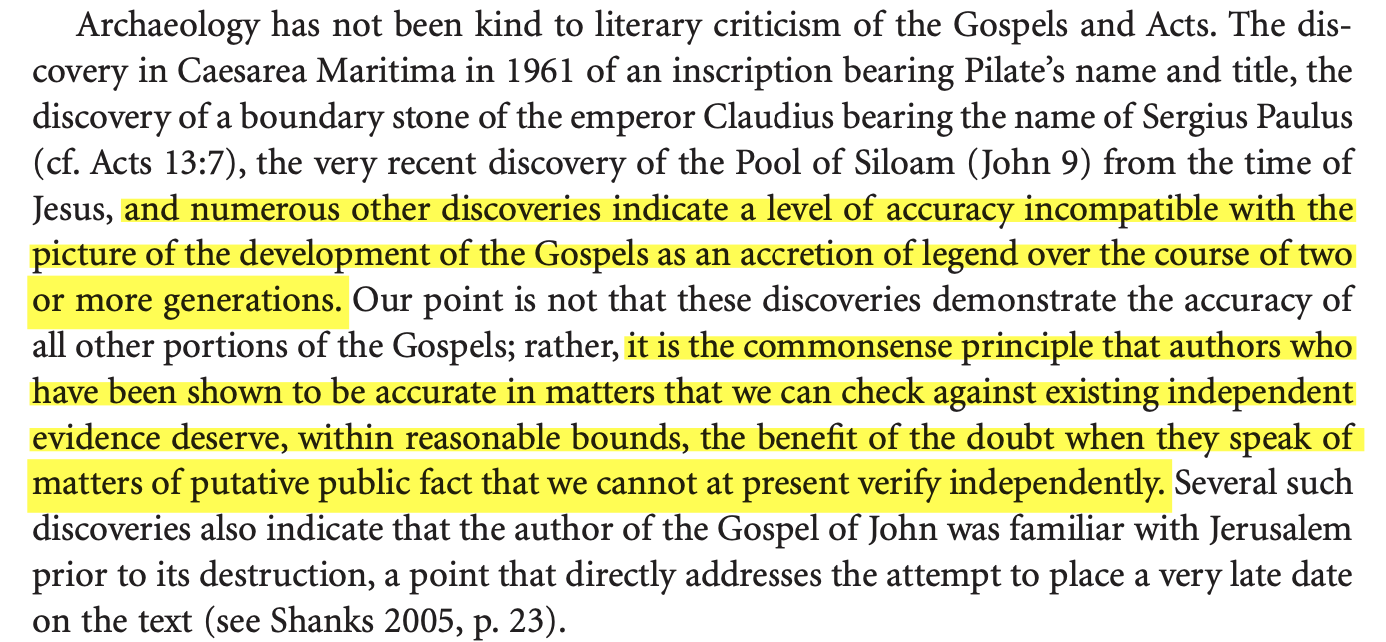 Archaeology has not been kind to literary criticism of the Gospels and Acts. The dis-
covery in Caesarea Maritima in 1961 of an inscription bearing Pilate’s name and title, the
discovery of a boundary stone of the emperor Claudius bearing the name of Sergius Paulus
(cf. Acts 13:7), the very recent discovery of the Pool of Siloam (John 9) from the time of
Jesus, and numerous other discoveries indicate a level of accuracy incompatible with the
picture of the development of the Gospels as an accretion of legend over the course of two
or more generations. Our point is not that these discoveries demonstrate the accuracy of
all other portions of the Gospels; rather, it is the commonsense principle that authors who
have been shown to be accurate in matters that we can check against existing independent
evidence deserve, within reasonable bounds, the benefit of the doubt when they speak of
matters of putative public fact that we cannot at present verify independently. Several such
discoveries also indicate that the author of the Gospel of John was familiar with Jerusalem
prior to its destruction, a point that directly addresses the attempt to place a very late date
on the text (see Shanks 2005, p. 23).